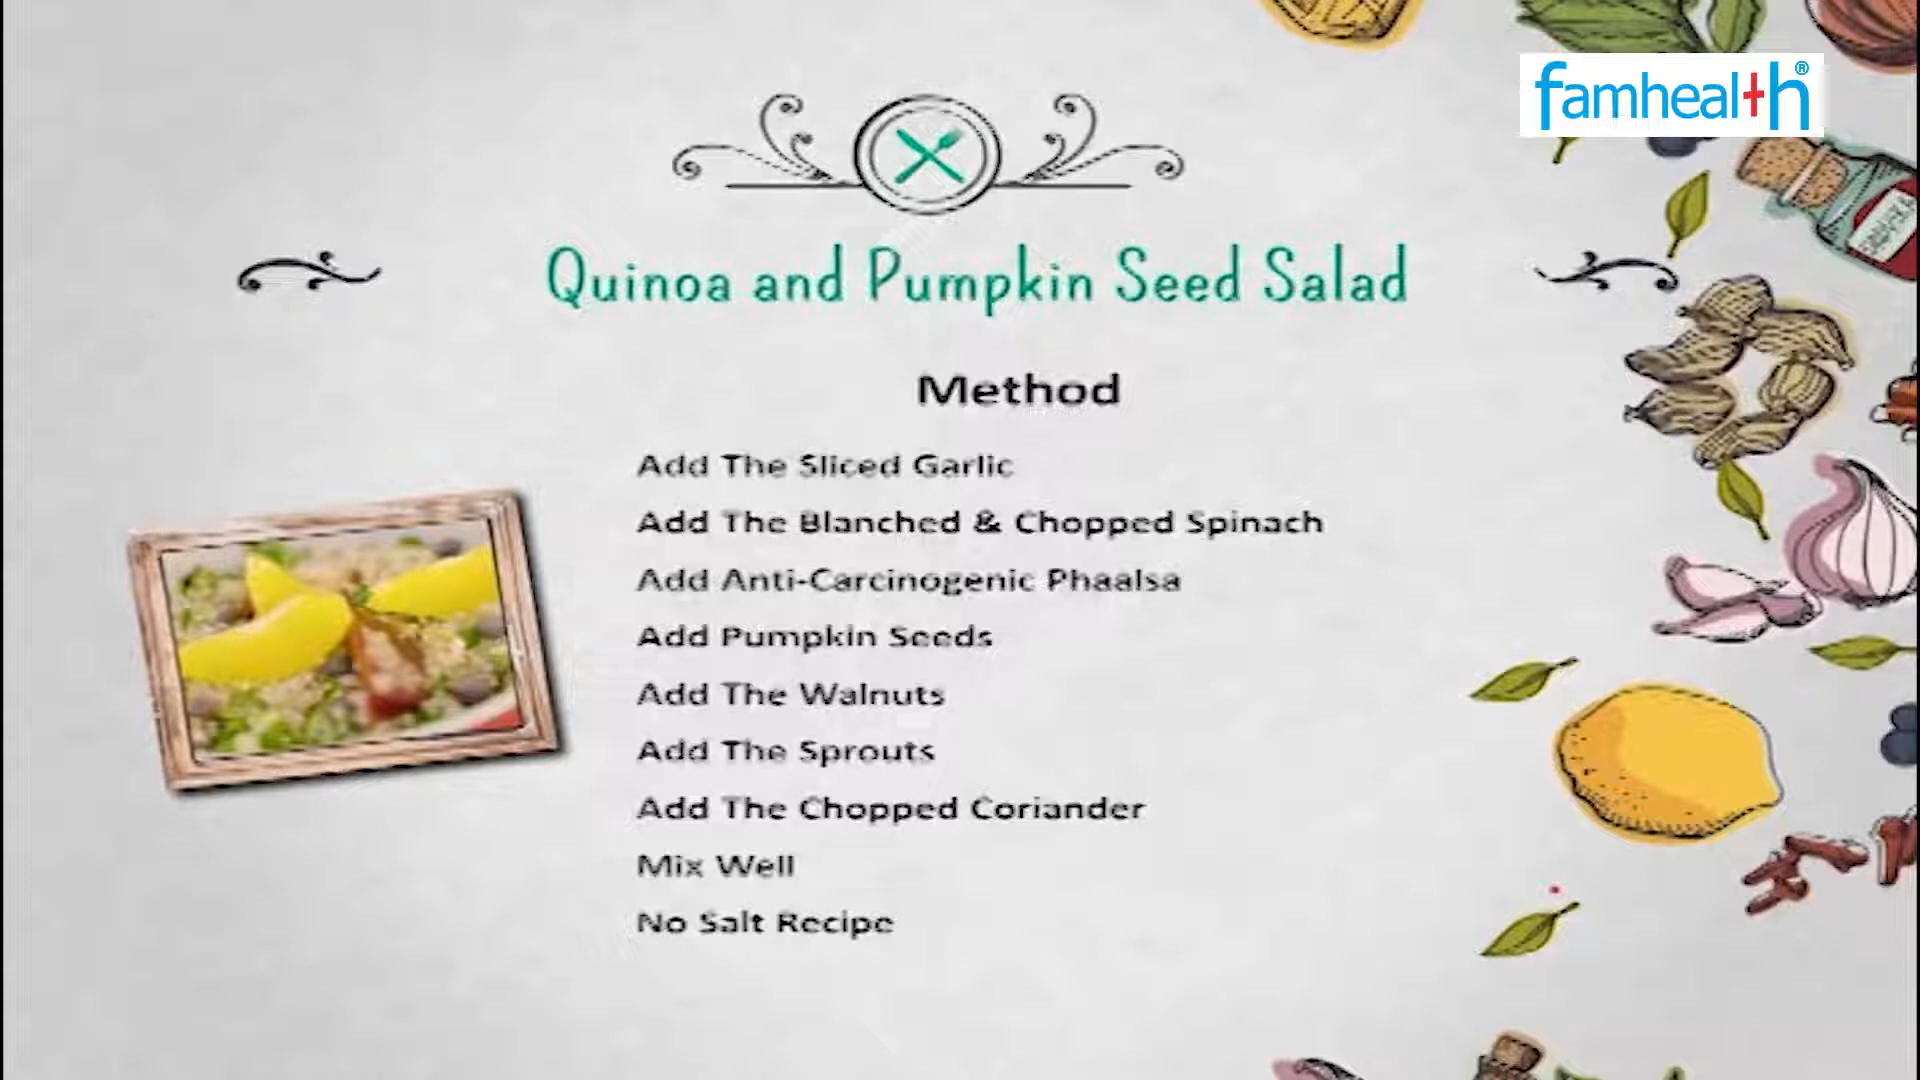 famhealth®
Quinoa and Pumpkin Seed Salad
Method
Add The Sliced Garlic
Add The Blanched & Chopped Spinach
Add Anti-Carcinogenic Phaalsa
Add Pumpkin Seeds
Add The Walnuts
Add The Sprouts
Add The Chopped Coriander
Mix Well
No Salt Recipe